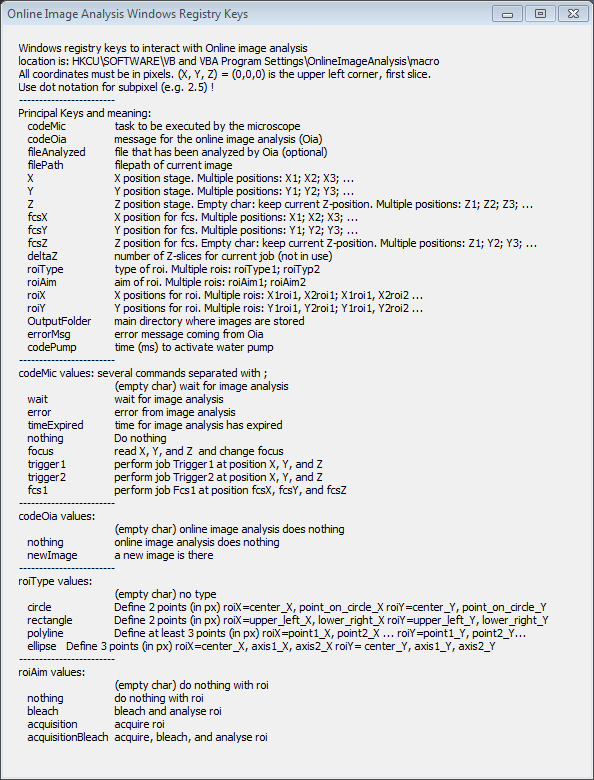 Online Image Analysis Windows Registry Keys
Windows registry keys to interact with Online image analysis
location is: HKCU\SOFTWARE\VB and VBA Program Settings\OnlineImageAnalysis\macro
All coordinates must be in pixels. (X, Y, Z) = (0,0,0) is the upper left corner, first slice.
Use dot notation for subpixel (e.g. 2.5) !
------------------------
Principal Keys and meaning:
codeMic task to be executed by the microscope
codeOia message for the online image analysis (Oia)
fileAnalyzed file that has been analyzed by Oia (optional)
filePath filepath of current image
X X position stage. Multiple positions: X1; X2; X3; ...
Y Y position stage. Multiple positions: Y1; Y2; Y3; ...
Z Z position stage. Empty char: keep current Z-position. Multiple positions: Z1; Z2; Z3; ...
fcsX X position for fcs. Multiple positions: X1; X2; X3; ...
fcsY Y position for fcs. Multiple positions: Y1; Y2; Y3; ...
fcsZ Z position for fcs. Empty char: keep current Z-position. Multiple positions: Z1; Y2; Y3; ...
deltaZ number of Z-slices for current job (not in use)
roiType type of roi. Multiple rois: roiType1; roiTyp2
roiAim aim of roi. Multiple rois: roiAim1; roiAim2
roiX X positions for roi. Multiple rois: X1roi1, X2roi1; X1roi1, X2roi2 ...
roiY Y positions for roi. Multiple rois: Y1roi1, Y2roi1; Y1roi1, Y2roi2 ...
OutputFolder main directory where images are stored
errorMsg error message coming from Oia
codePump time (ms) to activate water pump
------------------------
codeMic values: several commands separated with ;
(empty char) wait for image analysis
wait wait for image analysis
error error from image analysis
timeExpired time for image analysis has expired
nothing Do nothing
focus read X, Y, and Z and change focus
trigger1 perform job Trigger1 at position X, Y, and Z
trigger2 perform job Trigger2 at position X, Y, and Z
fcs1 perform job Fcs1 at position fcsX, fcsY, and fcsZ
------------------------
codeOia values:
(empty char) online image analysis does nothing
nothing online image analysis does nothing
newImage a new image is there
------------------------
roiType values:
(empty char) no type
circle Define 2 points (in px) roiX=center_X, point_on_circle_X roiY=center_Y, point_on_circle_Y
rectangle Define 2 points (in px) roiX=upper_left_X, lower_right_X roiY=upper_left_Y, lower_right_Y
polyline Define at least 3 points (in px) roiX=point1_X, point2_X ... roiY=point1_Y, point2_Y...
ellipse Define 3 points (in px) roiX=center_X, axis1_X, axis2_X roiY= center_Y, axis1_Y, axis2_Y
------------------------
roiAim values:
(empty char) do nothing with roi
nothing do nothing with roi
bleach bleach and analyse roi
acquisition acquire roi
acquisitionBleach acquire, bleach, and analyse roi